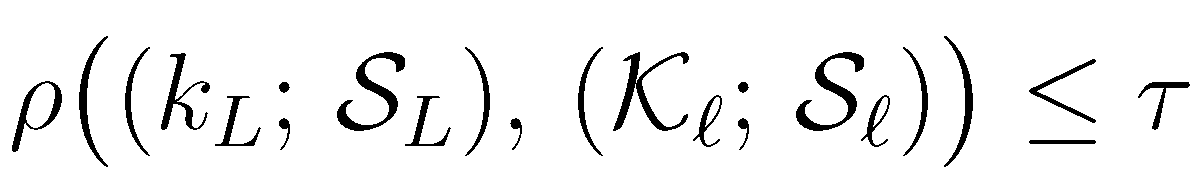 ρ((k_L; 𝒮_L), (𝒦_ℓ; 𝒮_ℓ)) ≤ τ